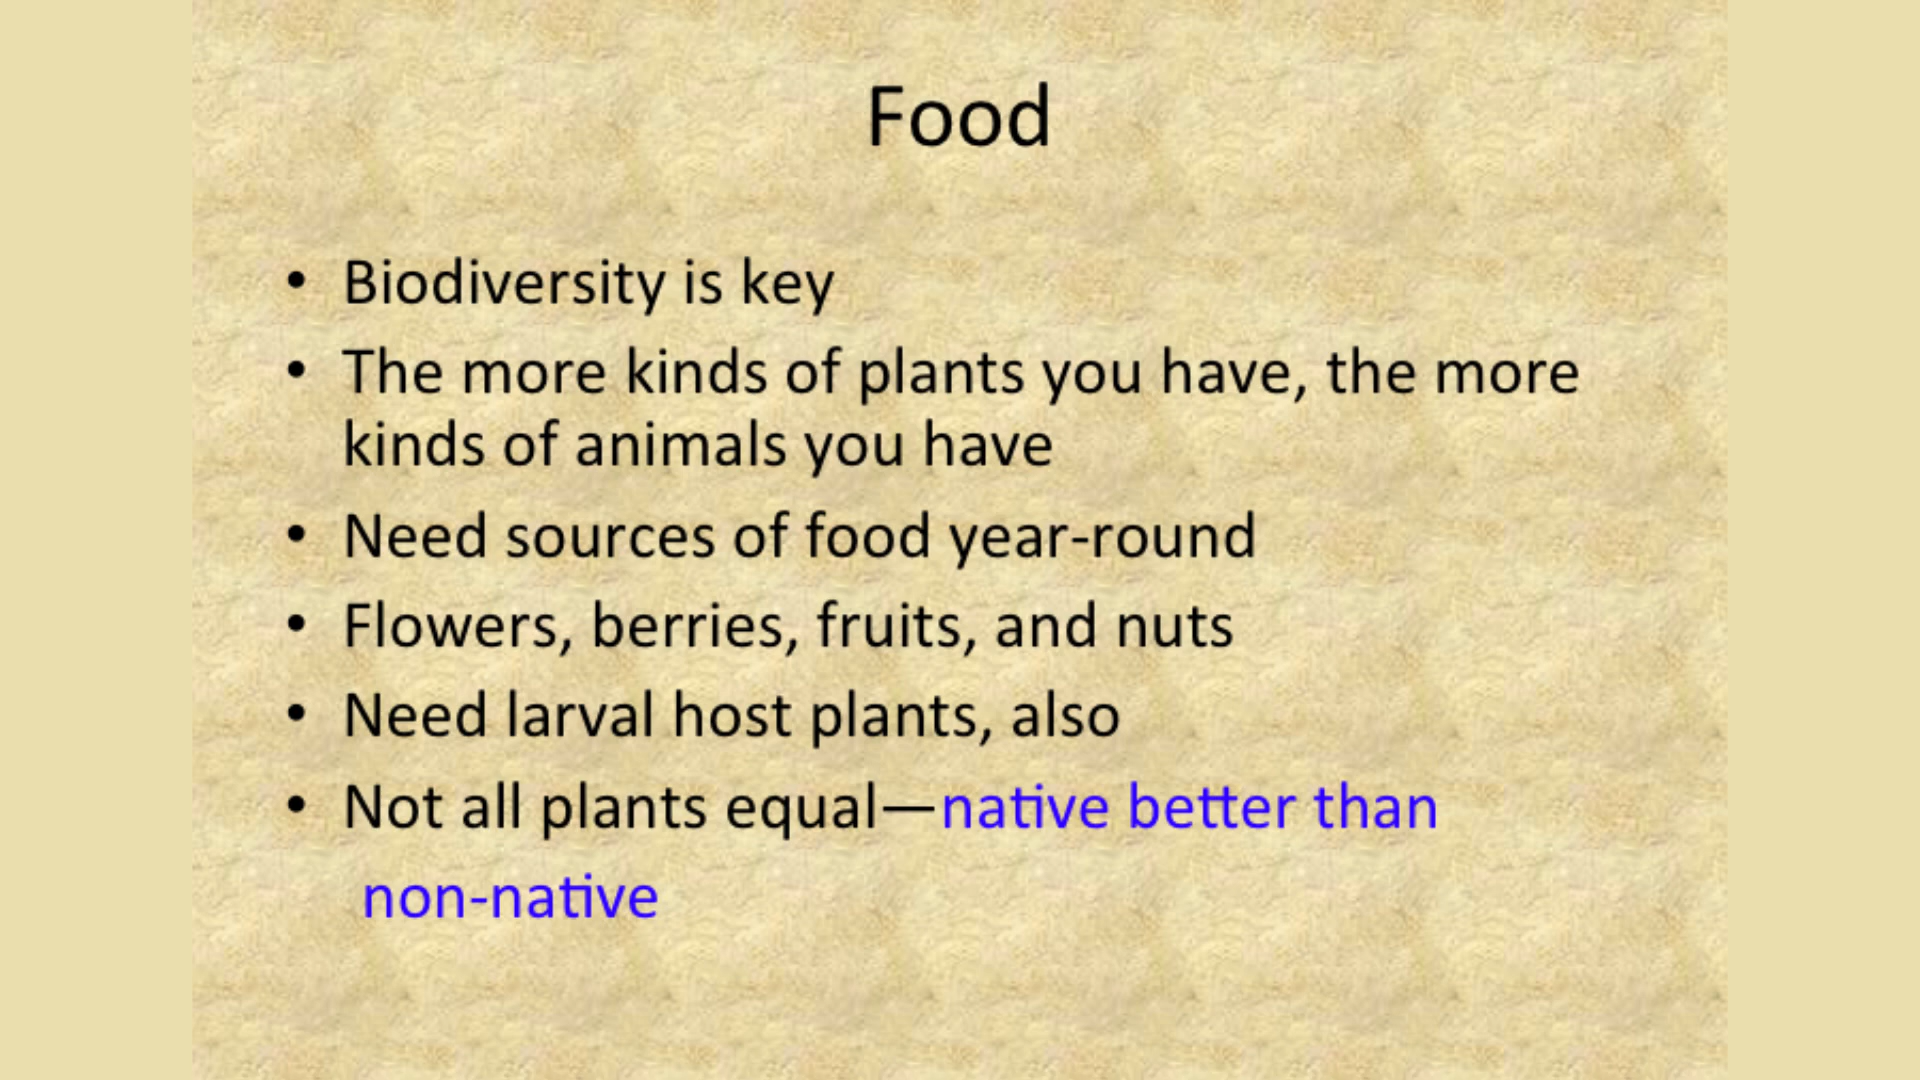 Food
• Biodiversity is key
• The more kinds of plants you have, the more
kinds of animals you have
• Need sources of food year-round
• Flowers, berries, fruits, and nuts
• Need larval host plants, also
• Not all plants equal—native better than
non-native